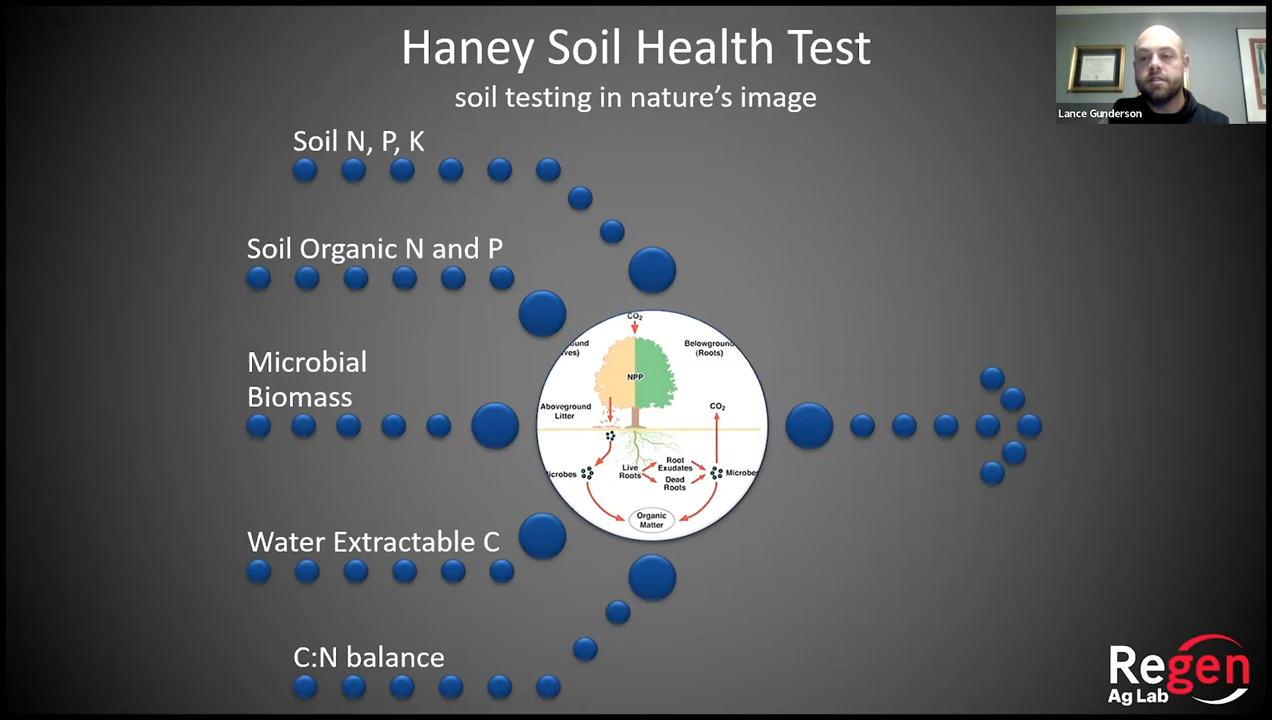 Haney Soil Health Test
soil testing in nature's image
Lance Gunderson
Soil N, P, K
Soil Organic N and P
Microbial
Biomass
Water Extractable C
C:N balance
CO2
Belowground
(Roots)
NPP
Aboveground
Litter
CO2
Live
Roots
Root
Exudates
Dead
Roots
Organic
Matter
Regen
Ag Lab